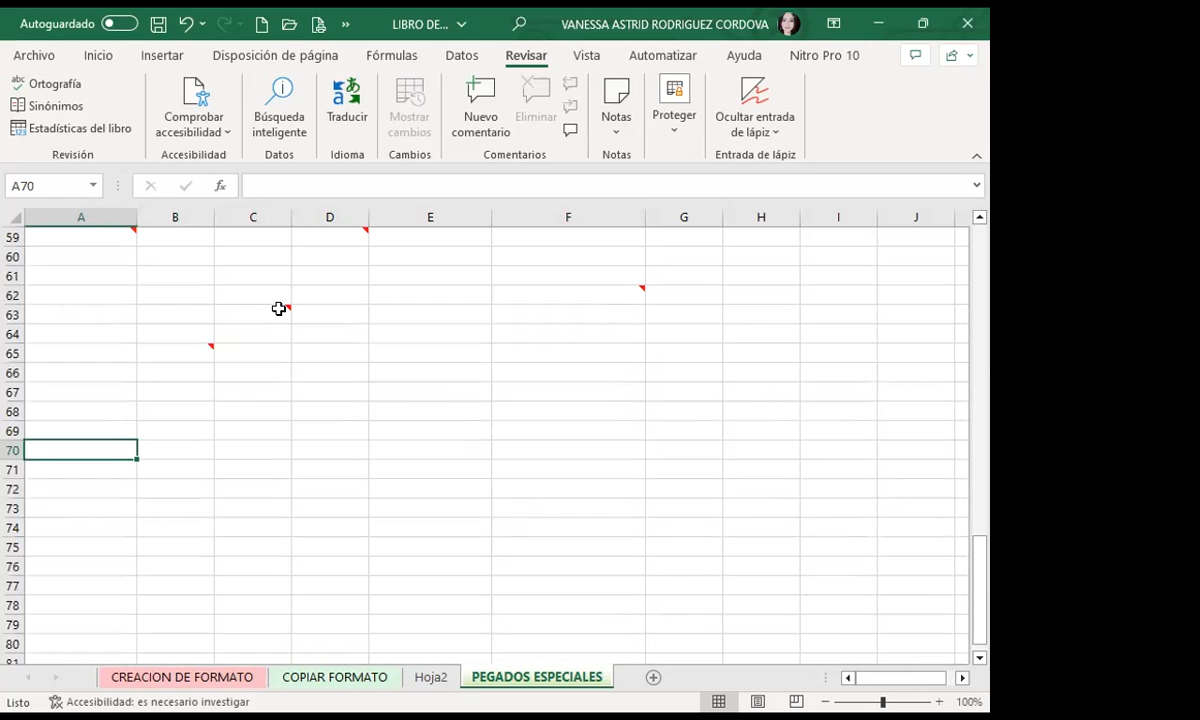 Autoguardado LIBRO DE... VANESSA ASTRID RODRIGUEZ CORDOVA
Archivo Inicio Insertar Disposición de página Fórmulas Datos Revisar Vista Automatizar Ayuda Nitro Pro 10
abc Ortografía
Sinónimos
123 Estadísticas del libro
Revisión
Comprobar
accesibilidad
Accesibilidad
Búsqueda
inteligente
Datos
Traducir
Idioma
Mostrar
cambios
Cambios
Nuevo
comentario
Eliminar
Comentarios
Notas
Notas
Proteger
Ocultar entrada
de lápiz
Entrada de lápiz
A70 fx
A B C D E F G H I J
59
60
61
62
63
64
65
66
67
68
69
70
71
72
73
74
75
76
77
78
79
80
81
CREACION DE FORMATO COPIAR FORMATO Hoja2 PEGADOS ESPECIALES
Listo Accesibilidad: es necesario investigar 100%